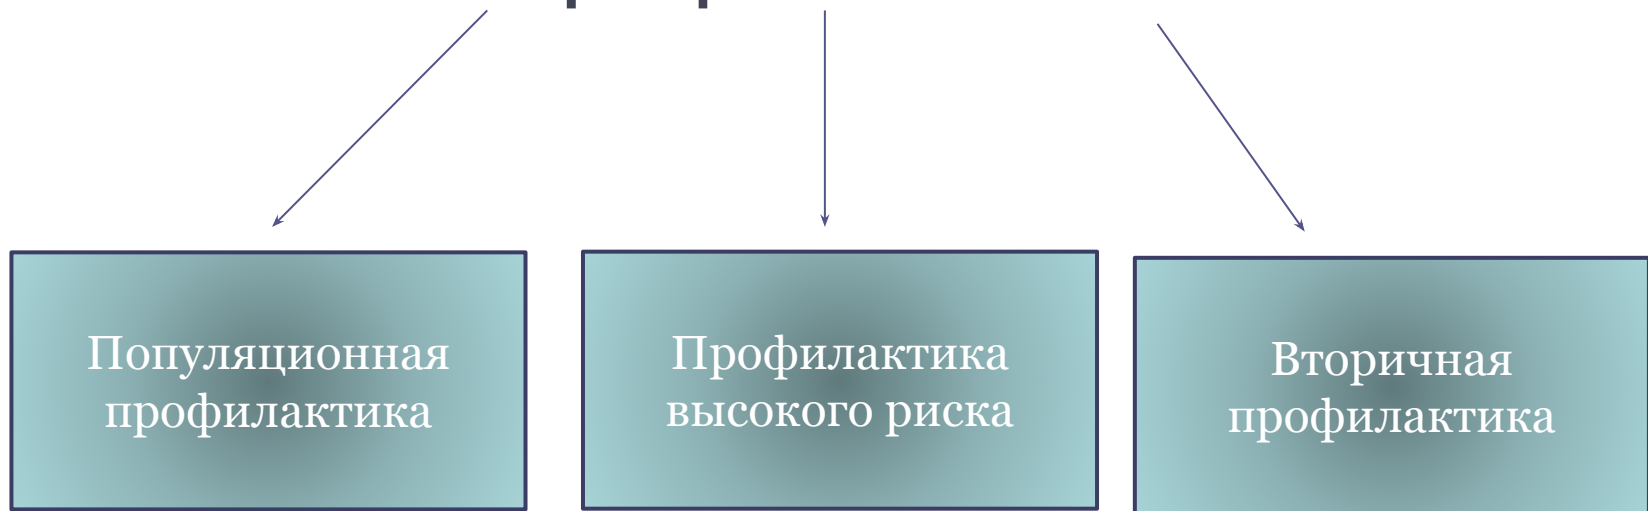 Популяционная
профилактика
Профилактика
высокого риска
Вторичная
профилактика